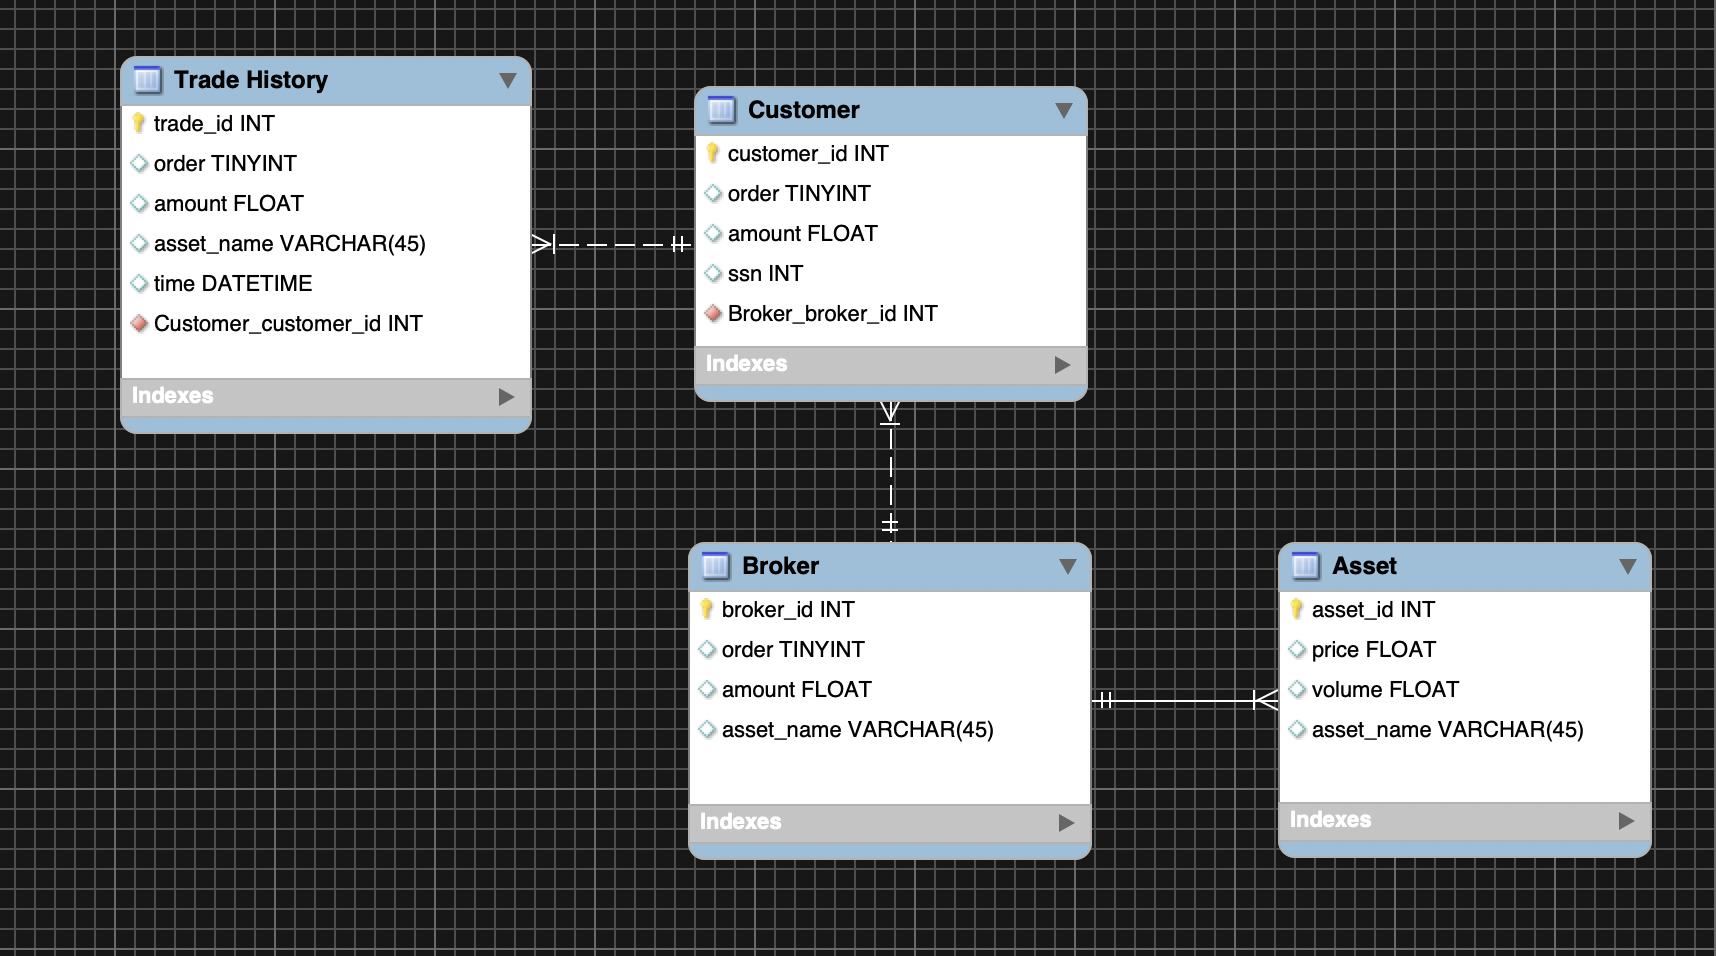 Trade History
trade_id INT
order TINYINT
amount FLOAT
asset_name VARCHAR(45)
time DATETIME
Customer_customer_id INT
Indexes
Customer
customer_id INT
order TINYINT
amount FLOAT
ssn INT
Broker_broker_id INT
Indexes
Broker
broker_id INT
order TINYINT
amount FLOAT
asset_name VARCHAR(45)
Indexes
Asset
asset_id INT
price FLOAT
volume FLOAT
asset_name VARCHAR(45)
Indexes